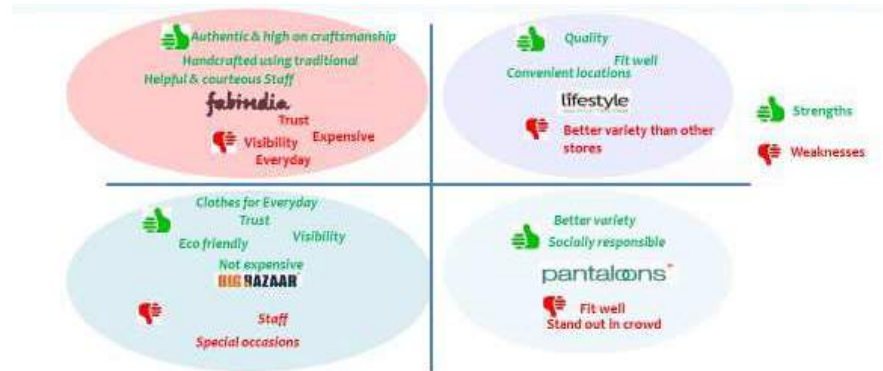 Authentic & high on craftsmanship
Handcrafted using traditional
Helpful & courteous Staff
fabindia
Trust
Visibility
Expensive
Everyday
Quality
Fit well
Convenient locations
lifestyle
Better variety than other
stores
Strengths
Weaknesses
Clothes for Everyday
Trust
Visibility
Eco friendly
Not expensive
BIG BAZAAR
Staff
Special occasions
Better variety
Socially responsible
pantaloons
Fit well
Stand out in crowd